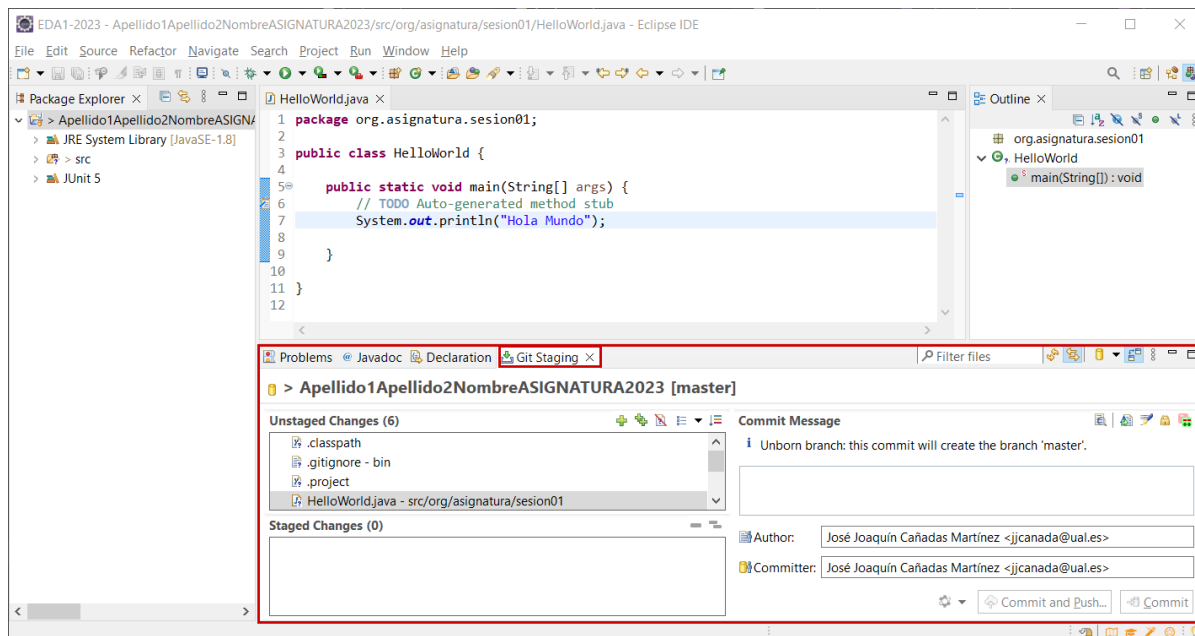 EDA1-2023 - Apellido1Apellido2NombreASIGNATURA2023/src/org/asignatura/sesion01/HelloWorld.java - Eclipse IDE
File Edit Source Refactor Navigate Search Project Run Window Help
Package Explorer
> Apellido1Apellido2NombreASIGNA
JRE System Library [JavaSE-1.8]
> src
JUnit 5
HelloWorld.java
1 package org.asignatura.sesion01;
2
3 public class HelloWorld {
4
5 public static void main(String[] args) {
6 // TODO Auto-generated method stub
7 System.out.println("Hola Mundo");
8
9 }
10
11 }
12
Outline
org.asignatura.sesion01
HelloWorld
main(String[]) : void
Problems @ Javadoc Declaration Git Staging
Filter files
> Apellido1Apellido2NombreASIGNATURA2023 [master]
Unstaged Changes (6)
.classpath
.gitignore - bin
.project
HelloWorld.java - src/org/asignatura/sesion01
Staged Changes (0)
Commit Message
Unborn branch: this commit will create the branch 'master'.
Author: José Joaquín Cañadas Martínez <jjcanada@ual.es>
Committer: José Joaquín Cañadas Martínez <jjcanada@ual.es>
Commit and Push... Commit